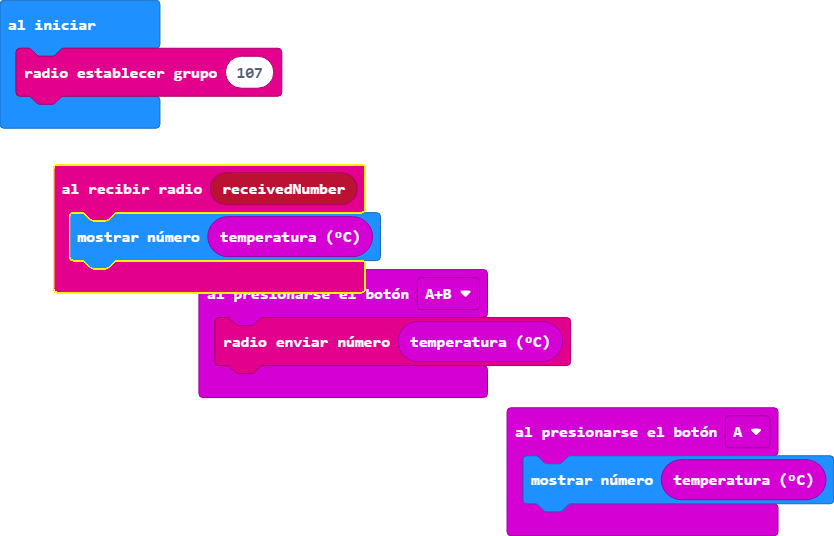 al iniciar
radio establecer grupo 107
al recibir radio receivedNumber
mostrar número temperatura (ºC)
al presionarse el botón A+B
radio enviar número temperatura (ºC)
al presionarse el botón A
mostrar número temperatura (ºC)